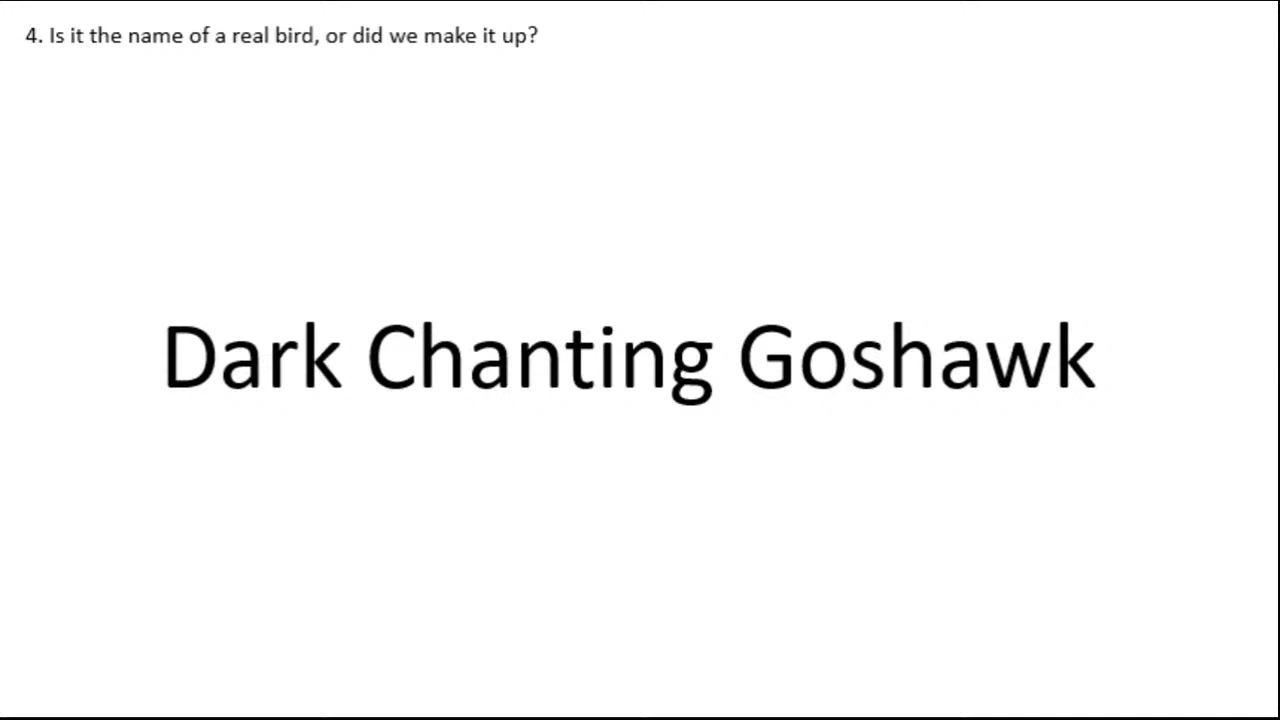 4. Is it the name of a real bird, or did we make it up?
Dark Chanting Goshawk